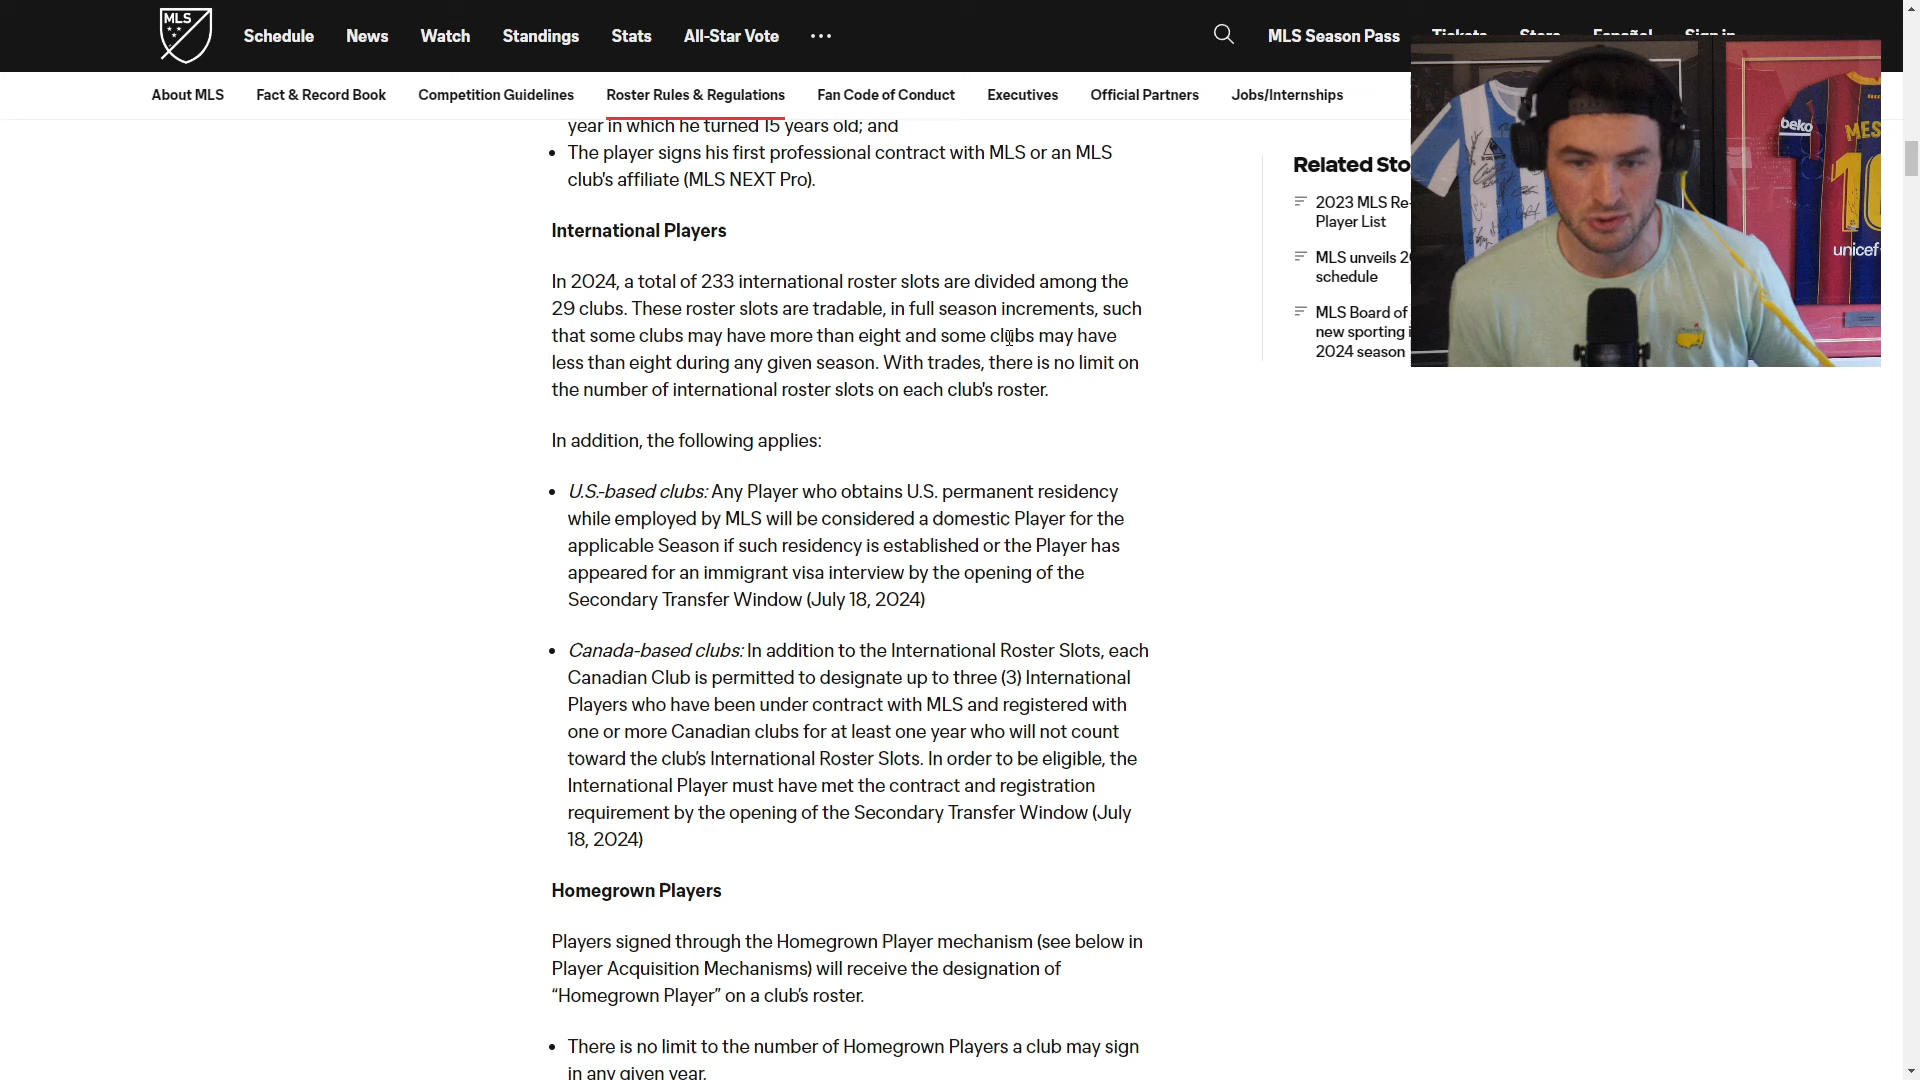 MLS
Schedule
News
Watch
Standings
Stats
All-Star Vote
MLS Season Pass
About MLS
Fact & Record Book
Competition Guidelines
Roster Rules & Regulations
Fan Code of Conduct
Executives
Official Partners
Jobs/Internships
year in which he turned 15 years old; and
• The player signs his first professional contract with MLS or an MLS
club's affiliate (MLS NEXT Pro).
International Players
In 2024, a total of 233 international roster slots are divided among the
29 clubs. These roster slots are tradable, in full season increments, such
that some clubs may have more than eight and some clubs may have
less than eight during any given season. With trades, there is no limit on
the number of international roster slots on each club's roster.
In addition, the following applies:
• U.S.-based clubs: Any Player who obtains U.S. permanent residency
while employed by MLS will be considered a domestic Player for the
applicable Season if such residency is established or the Player has
appeared for an immigrant visa interview by the opening of the
Secondary Transfer Window (July 18, 2024)
• Canada-based clubs: In addition to the International Roster Slots, each
Canadian Club is permitted to designate up to three (3) International
Players who have been under contract with MLS and registered with
one or more Canadian clubs for at least one year who will not count
toward the club's International Roster Slots. In order to be eligible, the
International Player must have met the contract and registration
requirement by the opening of the Secondary Transfer Window (July
18, 2024)
Homegrown Players
Players signed through the Homegrown Player mechanism (see below in
Player Acquisition Mechanisms) will receive the designation of
“Homegrown Player” on a club's roster.
• There is no limit to the number of Homegrown Players a club may sign
in any given year.
Related Sto
2023 MLS Re-
Player List
MLS unveils 2
schedule
MLS Board of
new sporting i
2024 season
beko
MES
10
unicef